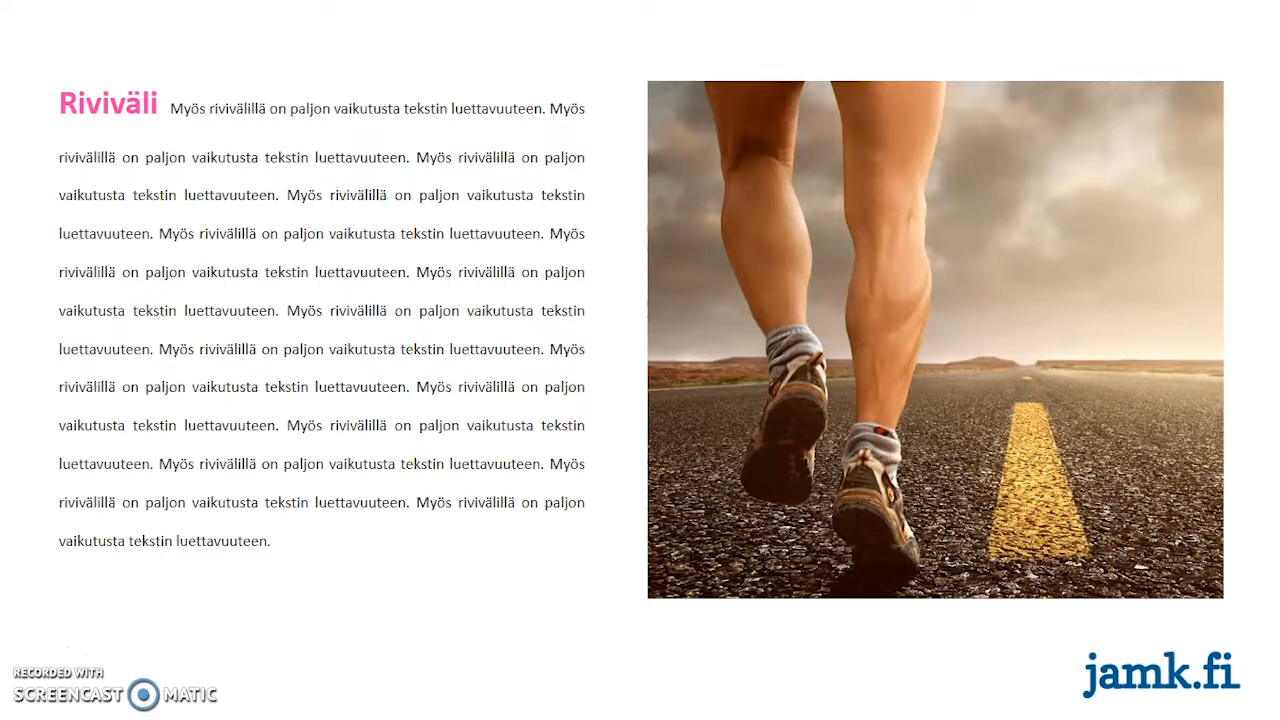 Riviväli Myös rivivälillä on paljon vaikutusta tekstin luettavuuteen. Myös
rivivälillä on paljon vaikutusta tekstin luettavuuteen. Myös rivivälillä on paljon
vaikutusta tekstin luettavuuteen. Myös rivivälillä on paljon vaikutusta tekstin
luettavuuteen. Myös rivivälillä on paljon vaikutusta tekstin luettavuuteen. Myös
rivivälillä on paljon vaikutusta tekstin luettavuuteen. Myös rivivälillä on paljon
vaikutusta tekstin luettavuuteen. Myös rivivälillä on paljon vaikutusta tekstin
luettavuuteen. Myös rivivälillä on paljon vaikutusta tekstin luettavuuteen. Myös
rivivälillä on paljon vaikutusta tekstin luettavuuteen. Myös rivivälillä on paljon
vaikutusta tekstin luettavuuteen. Myös rivivälillä on paljon vaikutusta tekstin
luettavuuteen. Myös rivivälillä on paljon vaikutusta tekstin luettavuuteen. Myös
rivivälillä on paljon vaikutusta tekstin luettavuuteen. Myös rivivälillä on paljon
vaikutusta tekstin luettavuuteen.
RECORDED WITH
SCREENCAST MATIC
jamk.fi